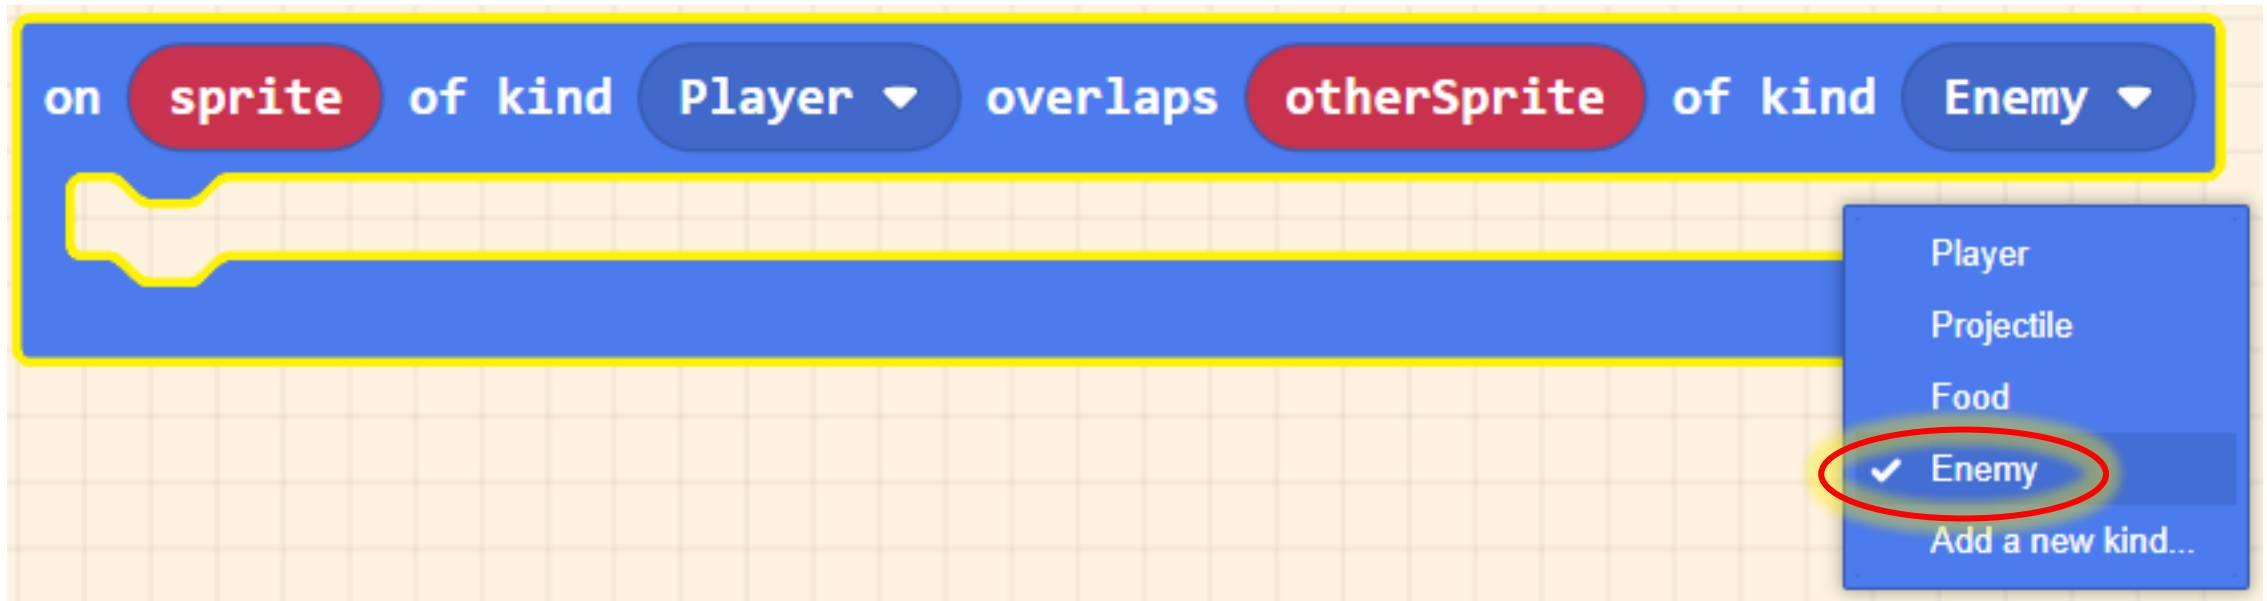 on sprite of kind Player overlaps otherSprite of kind Enemy
Player
Projectile
Food
Enemy
Add a new kind...